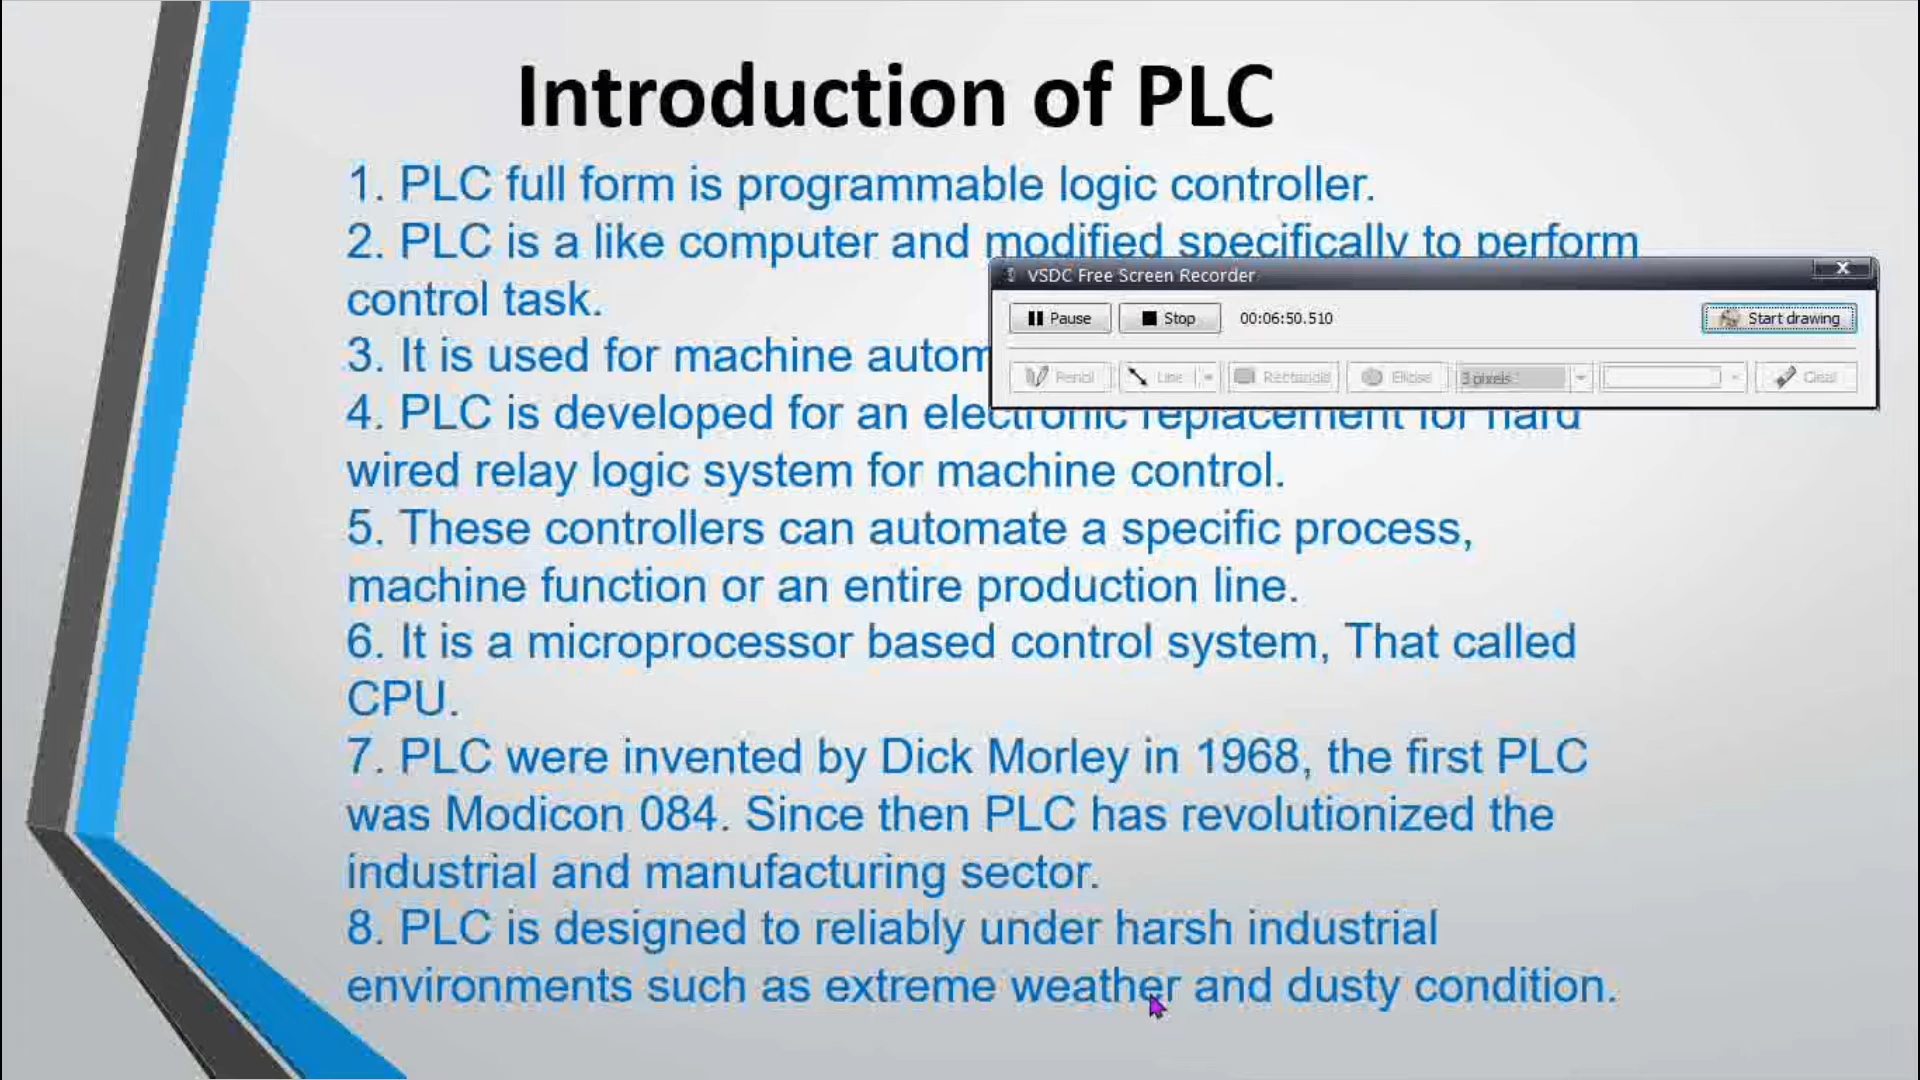 Introduction of PLC
1. PLC full form is programmable logic controller.
2. PLC is a like computer and modified specifically to perform
control task.
VSDC Free Screen Recorder
Pause Stop 00:06:50.510 Start drawing
3. It is used for machine autom
Pencil Line Rectangle Ellipse 3 pixels Clear
4. PLC is developed for an electronic replacement for hard
wired relay logic system for machine control.
5. These controllers can automate a specific process,
machine function or an entire production line.
6. It is a microprocessor based control system, That called
CPU.
7. PLC were invented by Dick Morley in 1968, the first PLC
was Modicon 084. Since then PLC has revolutionized the
industrial and manufacturing sector.
8. PLC is designed to reliably under harsh industrial
environments such as extreme weather and dusty condition.